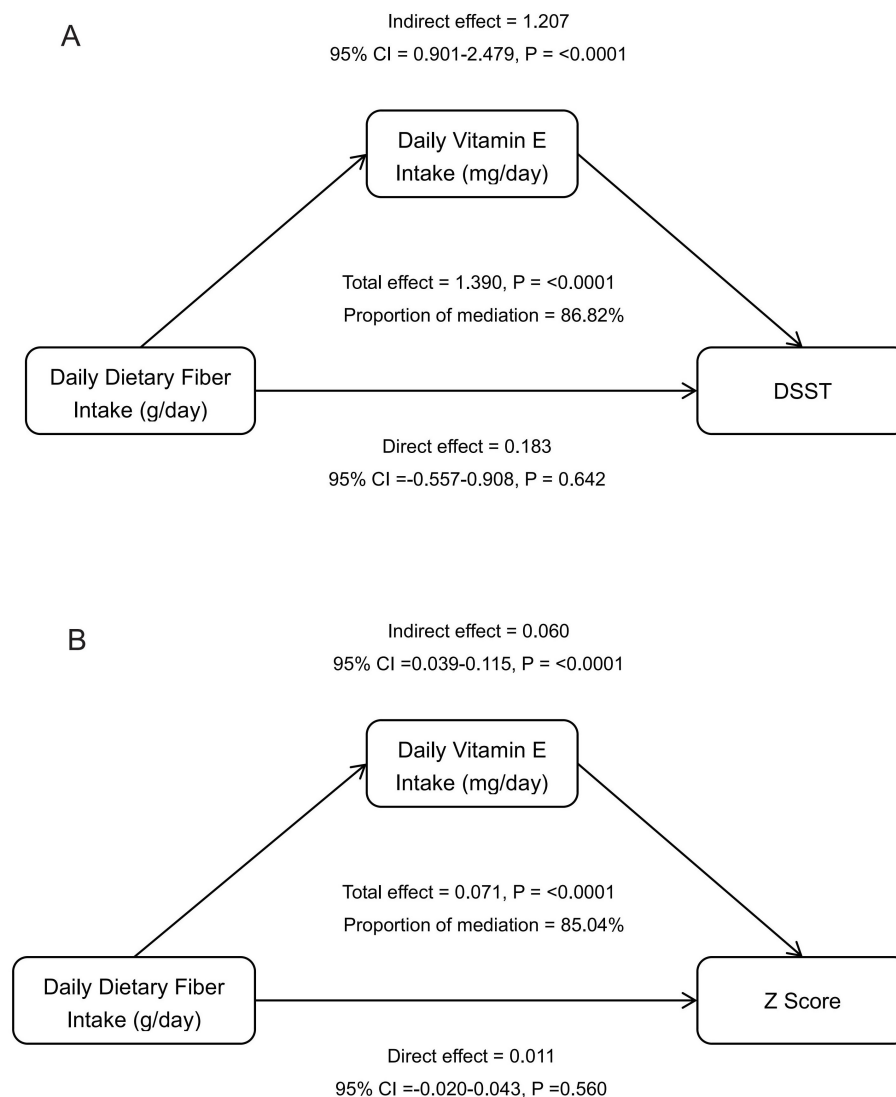 A
Indirect effect = 1.207
95% CI = 0.901-2.479, P = <0.0001
Daily Vitamin E
Intake (mg/day)
Total effect = 1.390, P = <0.0001
Proportion of mediation = 86.82%
Daily Dietary Fiber
Intake (g/day)
DSST
Direct effect = 0.183
95% CI =-0.557-0.908, P = 0.642
B
Indirect effect = 0.060
95% CI =0.039-0.115, P = <0.0001
Daily Vitamin E
Intake (mg/day)
Total effect = 0.071, P = <0.0001
Proportion of mediation = 85.04%
Daily Dietary Fiber
Intake (g/day)
Z Score
Direct effect = 0.011
95% CI =-0.020-0.043, P =0.560